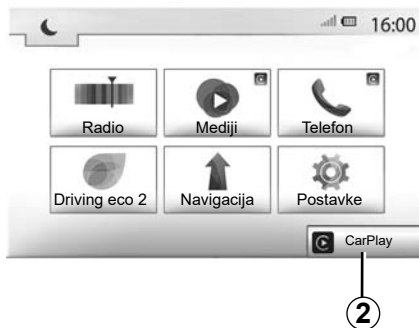 16:00
Radio Mediji Telefon
Driving eco 2 Navigacija Postavke
CarPlay
2